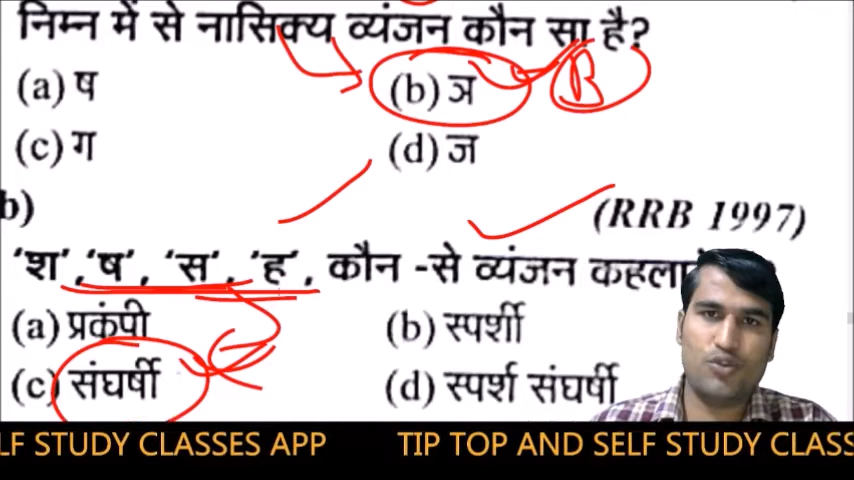 निम्न में से नासिक्य व्यंजन कौन सा है?
(a) ष (b) ञ B
(c) ग (d) ज
b)
(RRB 1997)
'श', 'ष', 'स', 'ह', कौन -से व्यंजन
(a) प्रकंपी (b) स्पर्शी
(c) संघर्षी (d) स्पर्श संघर्षी
LF STUDY CLASSES APP TIP TOP AND SELF STUDY CLASS